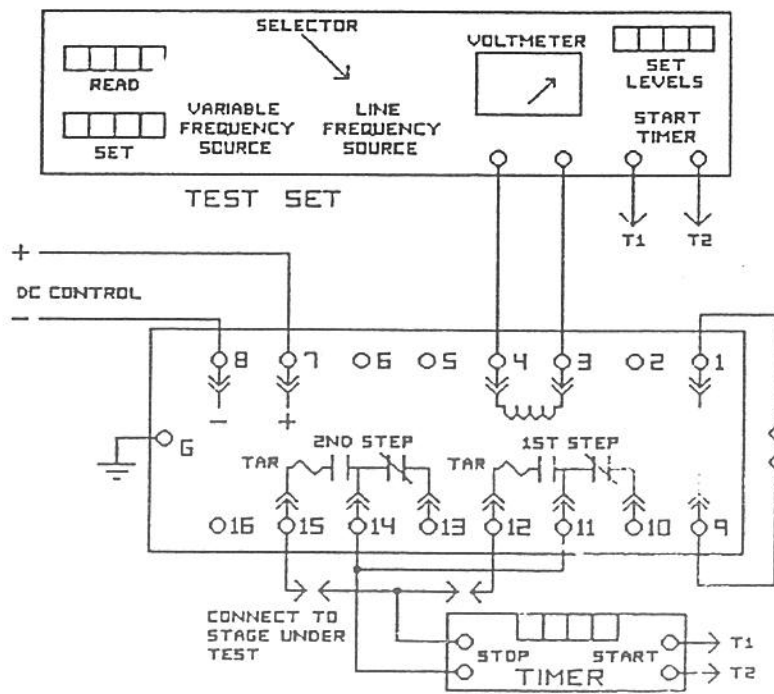 SELECTOR
VOLTMETER
READ
SET
LEVELS
VARIABLE
FREQUENCY
SOURCE
LINE
FREQUENCY
SOURCE
START
TIMER
SET
TEST SET
T1 T2
+
DC CONTROL
-
8 7 6 5 4 3 2 1
- +
G
2ND STEP
1ST STEP
TAR
TAR
16 15 14 13 12 11 10 9
CONNECT TO
STAGE UNDER
TEST
STOP START
TIMER
T1
T2